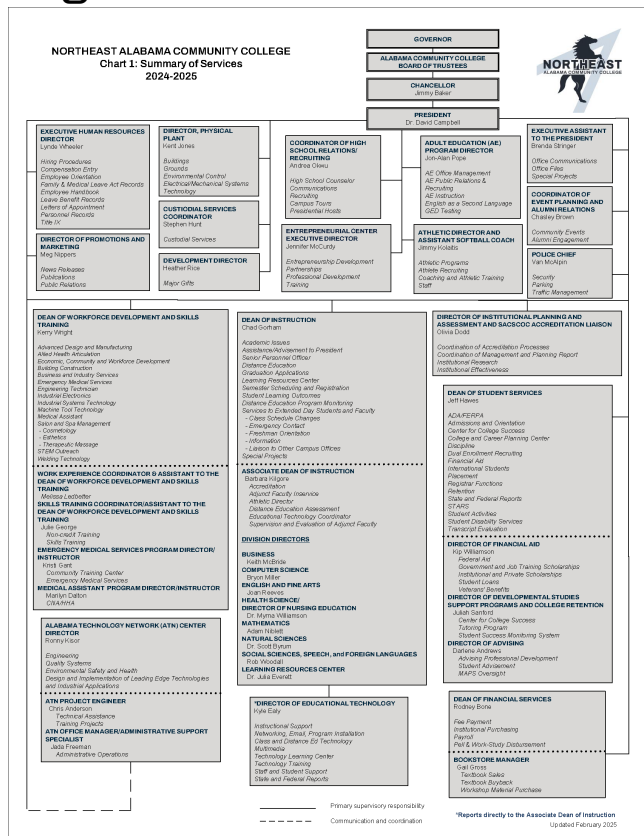 NORTHEAST ALABAMA COMMUNITY COLLEGE
Chart 1: Summary of Services
2024-2025
GOVERNOR
ALABAMA COMMUNITY COLLEGE
BOARD OF TRUSTEES
CHANCELLOR
Jimmy Baker
PRESIDENT
Dr. David Campbell
NORTHEAST
ALABAMA COMMUNITY COLLEGE
EXECUTIVE HUMAN RESOURCES
DIRECTOR
Lynde Wheeler
Hiring Procedures
Compensation Entry
Employee Orientation
Family & Medical Leave Act Records
Employee Handbook
Leave Benefit Records
Letters of Appointment
Personnel Records
Title IX
DIRECTOR OF PROMOTIONS AND
MARKETING
Meg Nippers
News Releases
Publications
Public Relations
DIRECTOR, PHYSICAL
PLANT
Kent Jones
Buildings
Grounds
Environmental Control
Electrical/Mechanical Systems
Technology
CUSTODIAL SERVICES
COORDINATOR
Stephen Hunt
Custodial Services
DEVELOPMENT DIRECTOR
Heather Rice
Major Gifts
COORDINATOR OF HIGH
SCHOOL RELATIONS/
RECRUITING
Andrea Okwu
High School Counselor
Communications
Recruiting
Campus Tours
Presidential Hosts
ENTREPRENEURIAL CENTER
EXECUTIVE DIRECTOR
Jennifer McCurdy
Entrepreneurship Development
Partnerships
Professional Development
Training
ADULT EDUCATION (AE)
PROGRAM DIRECTOR
Jon-Alan Pope
AE Office Management
AE Public Relations &
Recruiting
AE Instruction
English as a Second Language
GED Testing
ATHLETIC DIRECTOR AND
ASSISTANT SOFTBALL COACH
Jimmy Kolaitis
Athletic Programs
Athlete Recruiting
Coaching and Athletic Training
Staff
EXECUTIVE ASSISTANT
TO THE PRESIDENT
Brenda Stringer
Office Communications
Office Files
Special Projects
COORDINATOR OF
EVENT PLANNING AND
ALUMNI RELATIONS
Chasley Brown
Community Events
Alumni Engagement
POLICE CHIEF
Van McAlpin
Security
Parking
Traffic Management
DEAN OF WORKFORCE DEVELOPMENT AND SKILLS
TRAINING
Kerry Wright
Advanced Design and Manufacturing
Allied Health Articulation
Economic, Community and Workforce Development
Building Construction
Business and Industry Services
Emergency Medical Services
Engineering Technician
Industrial Electronics
Industrial Systems Technology
Machine Tool Technology
Medical Assistant
Salon and Spa Management
- Cosmetology
- Esthetics
- Therapeutic Massage
STEM Outreach
Welding Technology
WORK EXPERIENCE COORDINATOR & ASSISTANT TO THE
DEAN OF WORKFORCE DEVELOPMENT AND SKILLS
TRAINING
Melissa Ledbetter
SKILLS TRAINING COORDINATOR/ASSISTANT TO THE
DEAN OF WORKFORCE DEVELOPMENT AND SKILLS
TRAINING
Julie George
Non-credit Training
Skills Training
EMERGENCY MEDICAL SERVICES PROGRAM DIRECTOR/
INSTRUCTOR
Kristi Gant
Community Training Center
Emergency Medical Services
MEDICAL ASSISTANT PROGRAM DIRECTOR/INSTRUCTOR
Marilyn Dalton
CNA/HHA
ALABAMA TECHNOLOGY NETWORK (ATN) CENTER
DIRECTOR
Ronny Kisor
Engineering
Quality Systems
Environmental Safety and Health
Design and Implementation of Leading Edge Technologies
and Industrial Applications
ATN PROJECT ENGINEER
Chris Anderson
Technical Assistance
Training Projects
ATN OFFICE MANAGER/ADMINISTRATIVE SUPPORT
SPECIALIST
Jada Freeman
Administrative Operations
DEAN OF INSTRUCTION
Chad Gorham
Academic Issues
Assistance/Advisement to President
Senior Personnel Officer
Distance Education
Graduation Applications
Learning Resources Center
Semester Scheduling and Registration
Student Learning Outcomes
Distance Education Program Monitoring
Services to Extended Day Students and Faculty
- Class Schedule Changes
- Emergency Contact
- Freshman Orientation
- Information
- Liaison to Other Campus Offices
Special Projects
ASSOCIATE DEAN OF INSTRUCTION
Barbara Kilgore
Accreditation
Adjunct Faculty Inservice
Athletic Director
Distance Education Assessment
Educational Technology Coordinator
Supervision and Evaluation of Adjunct Faculty
DIVISION DIRECTORS
BUSINESS
Keith McBride
COMPUTER SCIENCE
Bryon Miller
ENGLISH AND FINE ARTS
Joan Reeves
HEALTH SCIENCE/
DIRECTOR OF NURSING EDUCATION
Dr. Myrna Williamson
MATHEMATICS
Adam Niblett
NATURAL SCIENCES
Dr. Scott Byrum
SOCIAL SCIENCES, SPEECH, and FOREIGN LANGUAGES
Rob Woodall
LEARNING RESOURCES CENTER
Dr. Julia Everett
*DIRECTOR OF EDUCATIONAL TECHNOLOGY
Kyle Ealy
Instructional Support
Networking, Email, Program Installation
Class and Distance Ed Technology
Multimedia
Technology Learning Center
Technology Training
Staff and Student Support
State and Federal Reports
DIRECTOR OF INSTITUTIONAL PLANNING AND
ASSESSMENT AND SACSCOC ACCREDITATION LIAISON
Olivia Dodd
Coordination of Accreditation Processes
Coordination of Management and Planning Report
Institutional Research
Institutional Effectiveness
DEAN OF STUDENT SERVICES
Jeff Hawes
ADA/FERPA
Admissions and Orientation
Center for College Success
College and Career Planning Center
Discipline
Dual Enrollment Recruiting
Financial Aid
International Students
Placement
Registrar Functions
Retention
State and Federal Reports
STARS
Student Activities
Student Disability Services
Transcript Evaluation
DIRECTOR OF FINANCIAL AID
Kip Williamson
Federal Aid
Government and Job Training Scholarships
Institutional and Private Scholarships
Student Loans
Veterans' Benefits
DIRECTOR OF DEVELOPMENTAL STUDIES
SUPPORT PROGRAMS AND COLLEGE RETENTION
Juliah Sanford
Center for College Success
Tutoring Program
Student Success Monitoring System
DIRECTOR OF ADVISING
Darlene Andrews
Advising Professional Development
Student Advisement
MAPS Oversight
DEAN OF FINANCIAL SERVICES
Rodney Bone
Fee Payment
Institutional Purchasing
Payroll
Pell & Work-Study Disbursement
BOOKSTORE MANAGER
Gail Gross
Textbook Sales
Textbook Buyback
Workshop Material Purchase
Primary supervisory responsibility
Communication and coordination
*Reports directly to the Associate Dean of Instruction
Updated February 2025